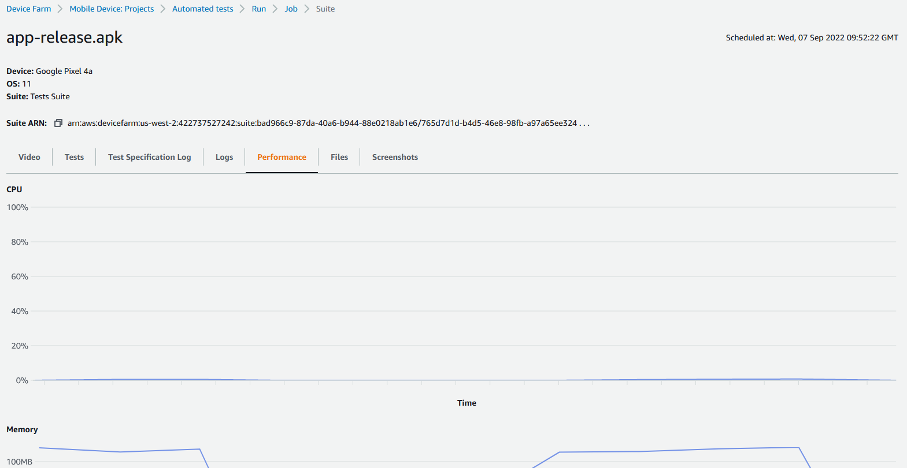 Device Farm > Mobile Device: Projects > Automated tests > Run > Job > Suite
app-release.apk
Scheduled at: Wed, 07 Sep 2022 09:52:22 GMT
Device: Google Pixel 4a
OS: 11
Suite: Tests Suite
Suite ARN: arn:aws:devicefarm:us-west-2:422737527242:suite:bad966c9-87da-40a6-b944-88e0218ab1e6/765d7d1d-b4d5-46e8-98fb-a97a65ee324 . . .
Video Tests Test Specification Log Logs Performance Files Screenshots
CPU
100%
80%
60%
40%
20%
0%
Time
Memory
100MB